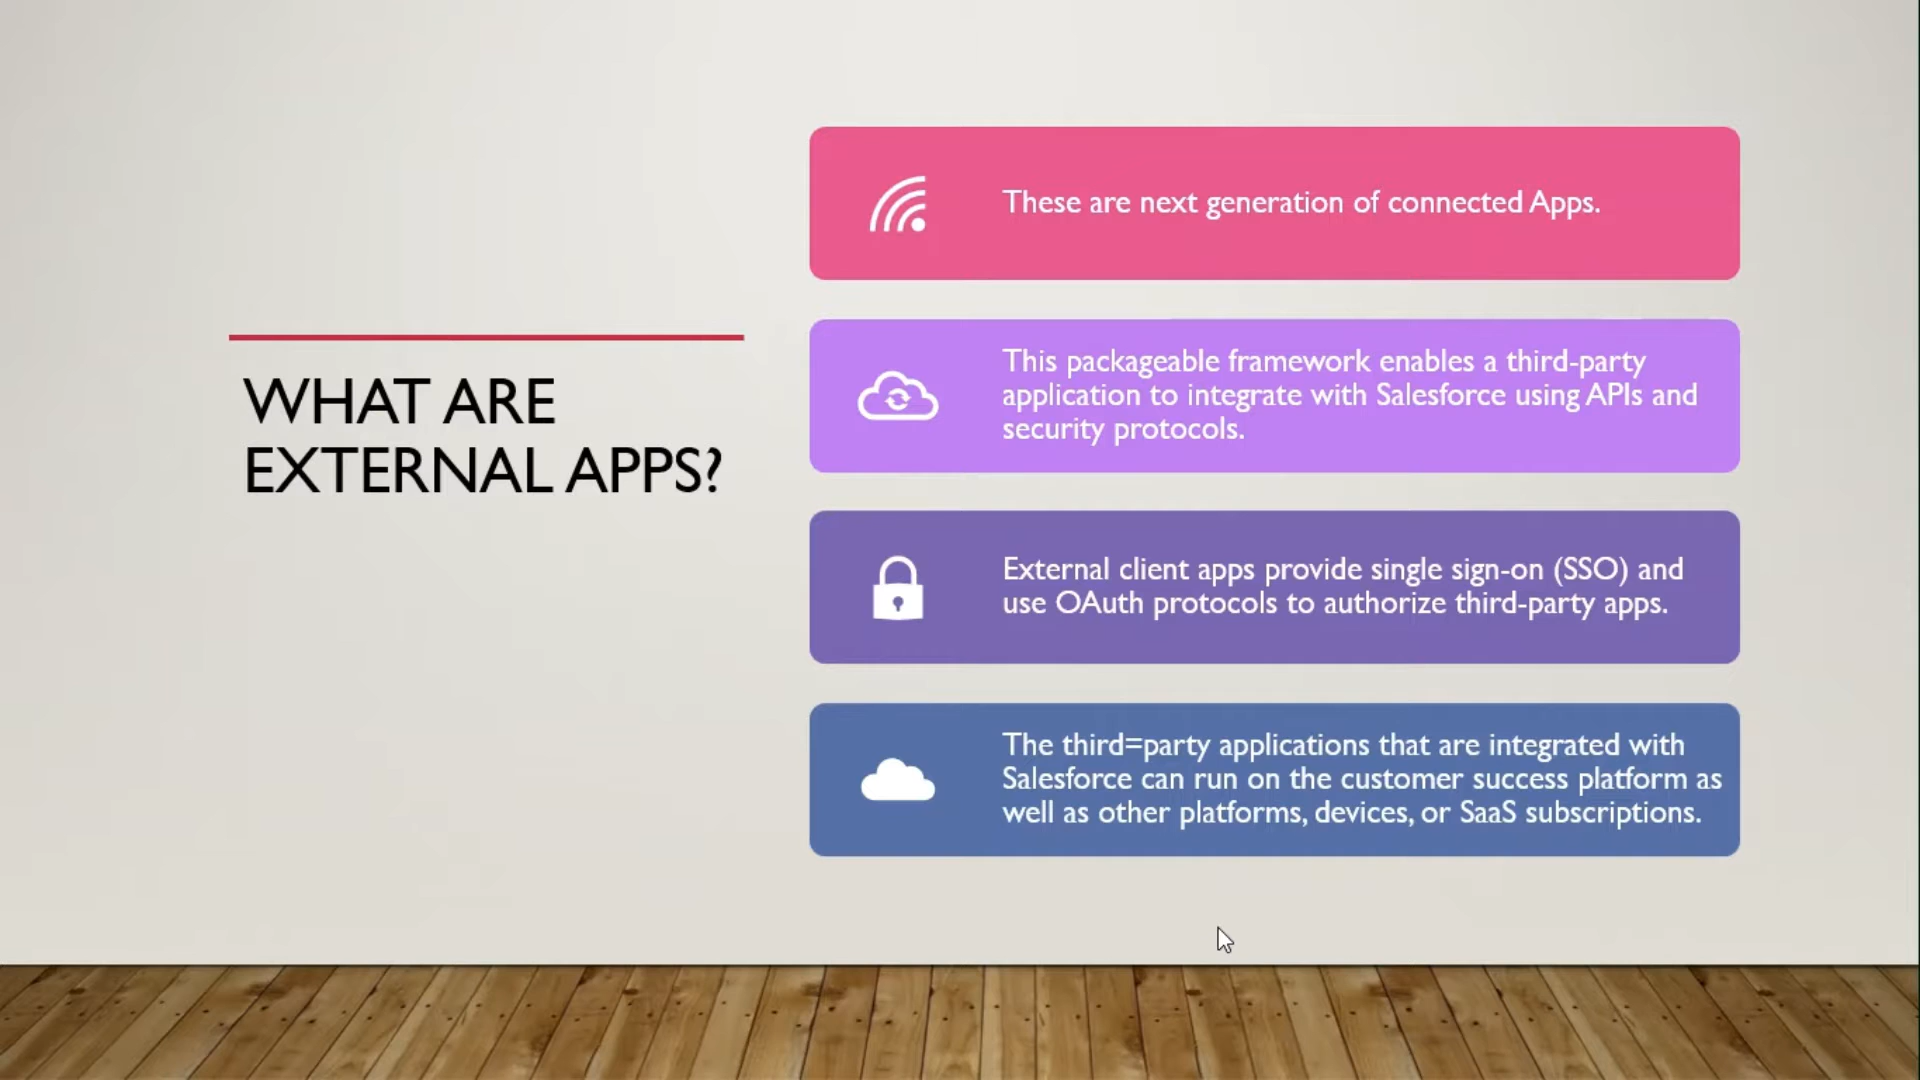 WHAT ARE
EXTERNAL APPS?
These are next generation of connected Apps.
This packageable framework enables a third-party
application to integrate with Salesforce using APIs and
security protocols.
External client apps provide single sign-on (SSO) and
use OAuth protocols to authorize third-party apps.
The third=party applications that are integrated with
Salesforce can run on the customer success platform as
well as other platforms, devices, or SaaS subscriptions.